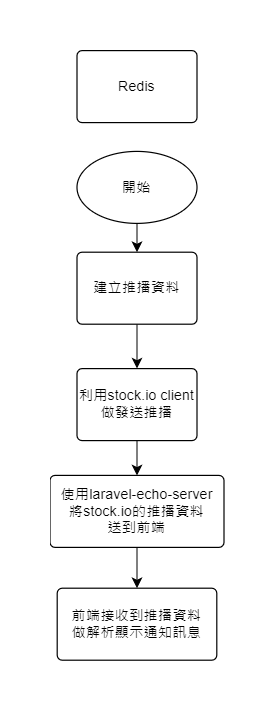 Redis
開始
建立推播資料
利用stock.io client
做發送推播
使用laravel-echo-server
將stock.io的推播資料
送到前端
前端接收到推播資料
做解析顯示通知訊息